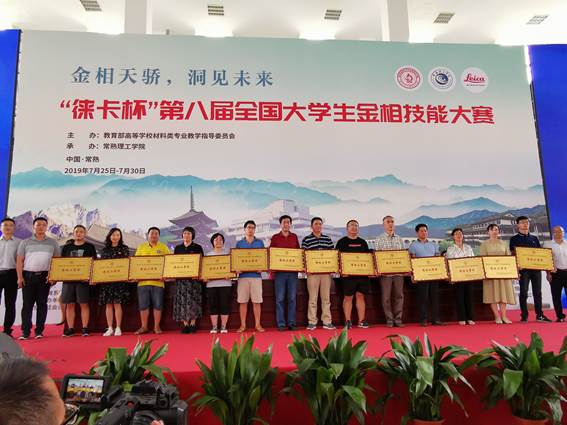 金相天骄，洞见未来
Leica
“徕卡杯”第八届全国大学生金相技能大赛
主 办：教育部高等学校材料类专业教学指导委员会
承 办：常熟理工学院
中国·常熟
2019年7月25日-7月30日